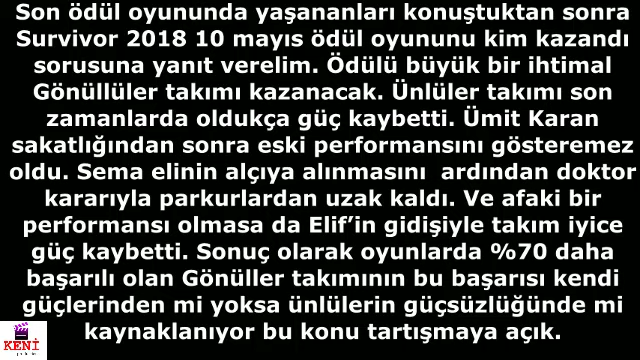 Son ödül oyununda yaşananları konuştuktan sonra
Survivor 2018 10 mayıs ödül oyununu kim kazandı
sorusuna yanıt verelim. Ödülü büyük bir ihtimal
Gönüllüler takımı kazanacak. Ünlüler takımı son
zamanlarda oldukça güç kaybetti. Ümit Karan
sakatlığından sonra eski performansını gösteremez
oldu. Sema elinin alçıya alınmasını ardından doktor
kararıyla parkurlardan uzak kaldı. Ve afaki bir
performansı olmasa da Elif’in gidişiyle takım iyice
güç kaybetti. Sonuç olarak oyunlarda %70 daha
başarılı olan Gönüller takımının bu başarısı kendi
güçlerinden mi yoksa ünlülerin güçsüzlüğünde mi
kaynaklanıyor bu konu tartışmaya açık.
KENİ